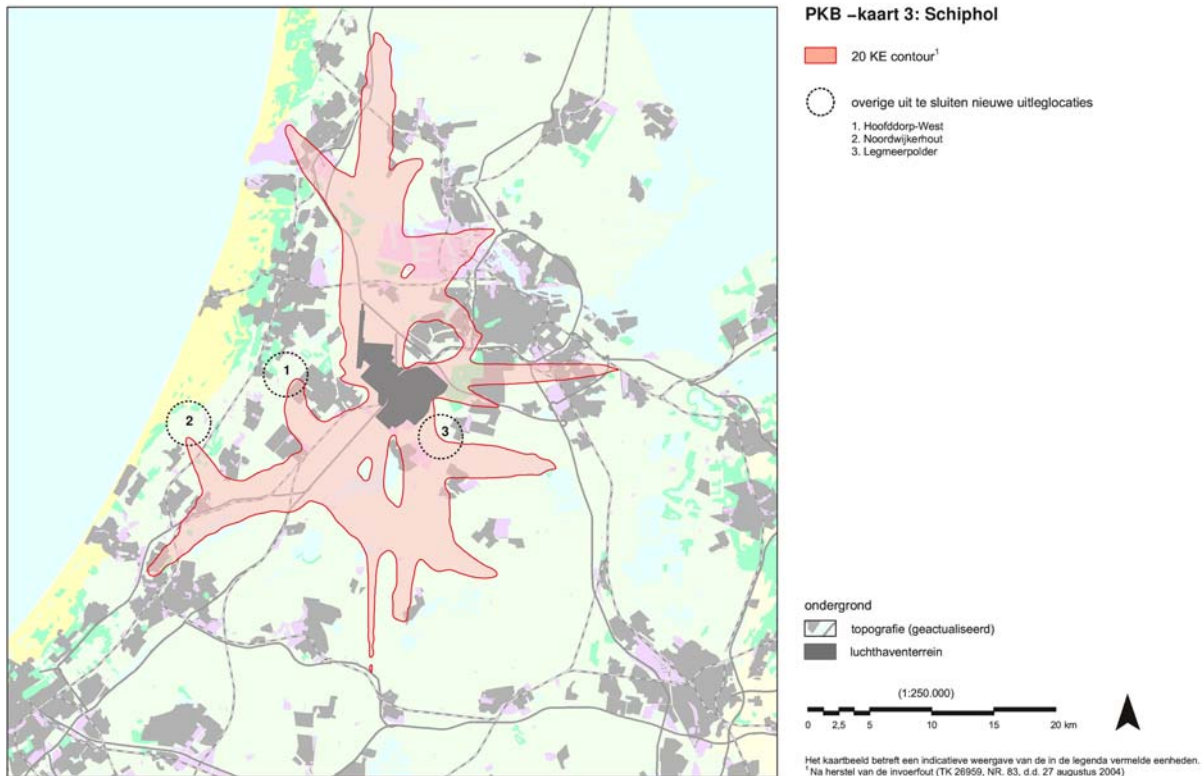 PKB –kaart 3: Schiphol
20 KE contour¹
overige uit te sluiten nieuwe uitleglocaties
1. Hoofddorp-West
2. Noordwijkerhout
3. Legmeerpolder
1
2
3
ondergrond
topografie (geactualiseerd)
luchthaventerrein
(1:250.000)
0 2,5 5 10 15 20 km
Het kaartbeeld betreft een indicatieve weergave van de in de legenda vermelde eenheden.
¹Na herstel van de invoerfout (TK 26959, NR. 83, d.d. 27 augustus 2004)